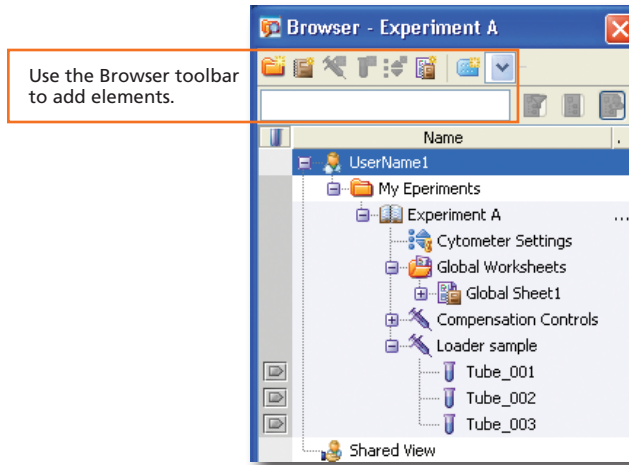 Browser - Experiment A
Use the Browser toolbar
to add elements.
Name
UserName1
My Eperiments
Experiment A
...
Cytometer Settings
Global Worksheets
Global Sheet1
Compensation Controls
Loader sample
Tube_001
Tube_002
Tube_003
Shared View